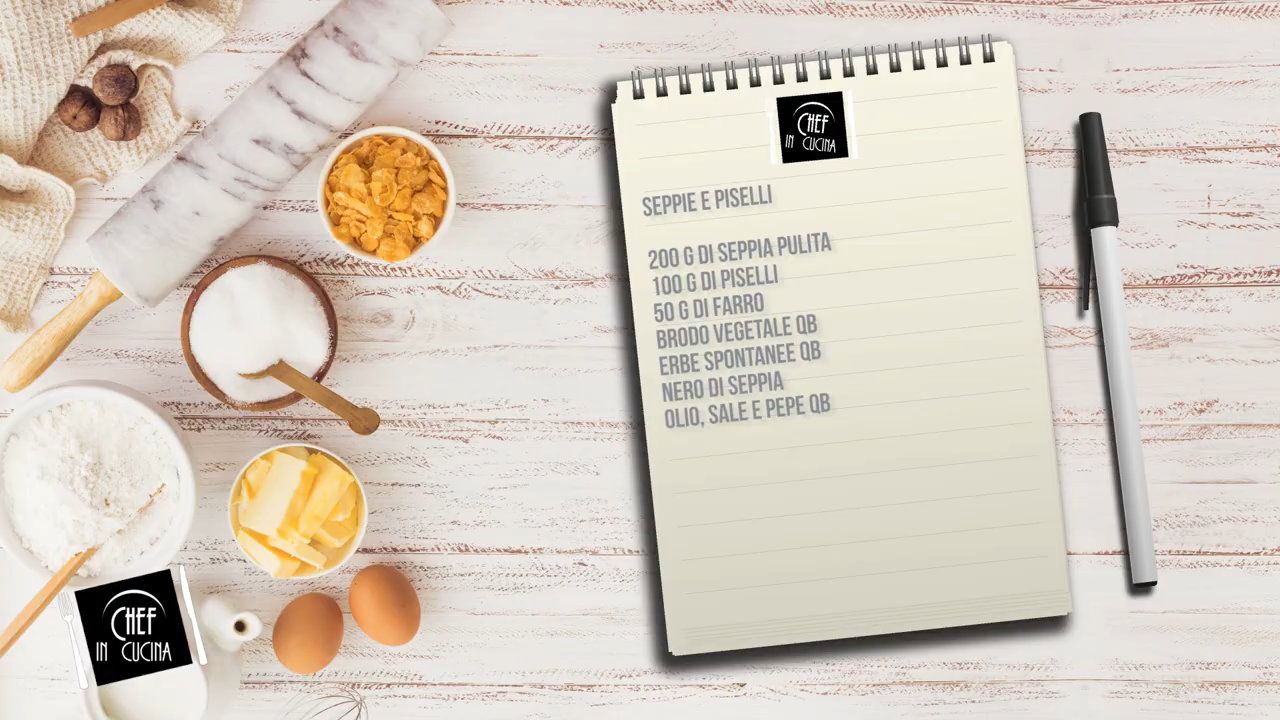 CHEF
IN CUCINA
SEPPIE E PISELLI
200 G DI SEPPIA PULITA
100 G DI PISELLI
50 G DI FARRO
BRODO VEGETALE QB
ERBE SPONTANEE QB
NERO DI SEPPIA
OLIO, SALE E PEPE QB
CHEF
IN CUCINA